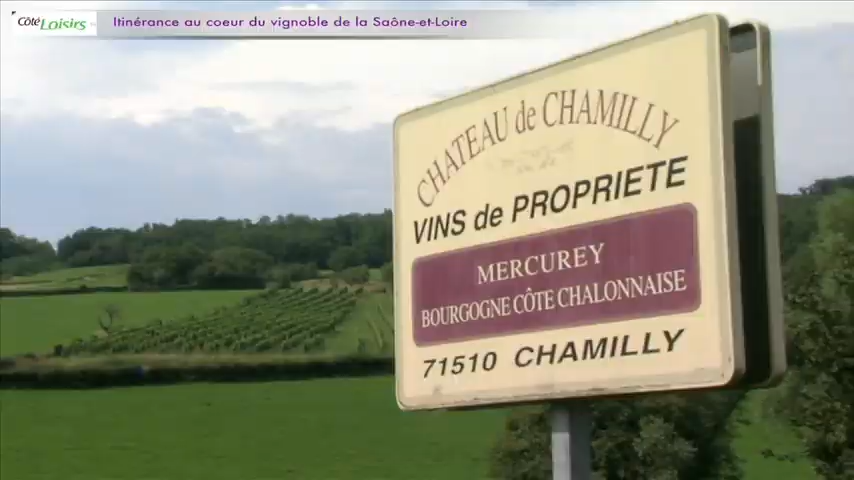 Côté Loisirs
Itinérance au coeur du vignoble de la Saône-et-Loire
CHATEAU de CHAMILLY
VINS de PROPRIETE
MERCUREY
BOURGOGNE CÔTE CHALONNAISE
71510 CHAMILLY